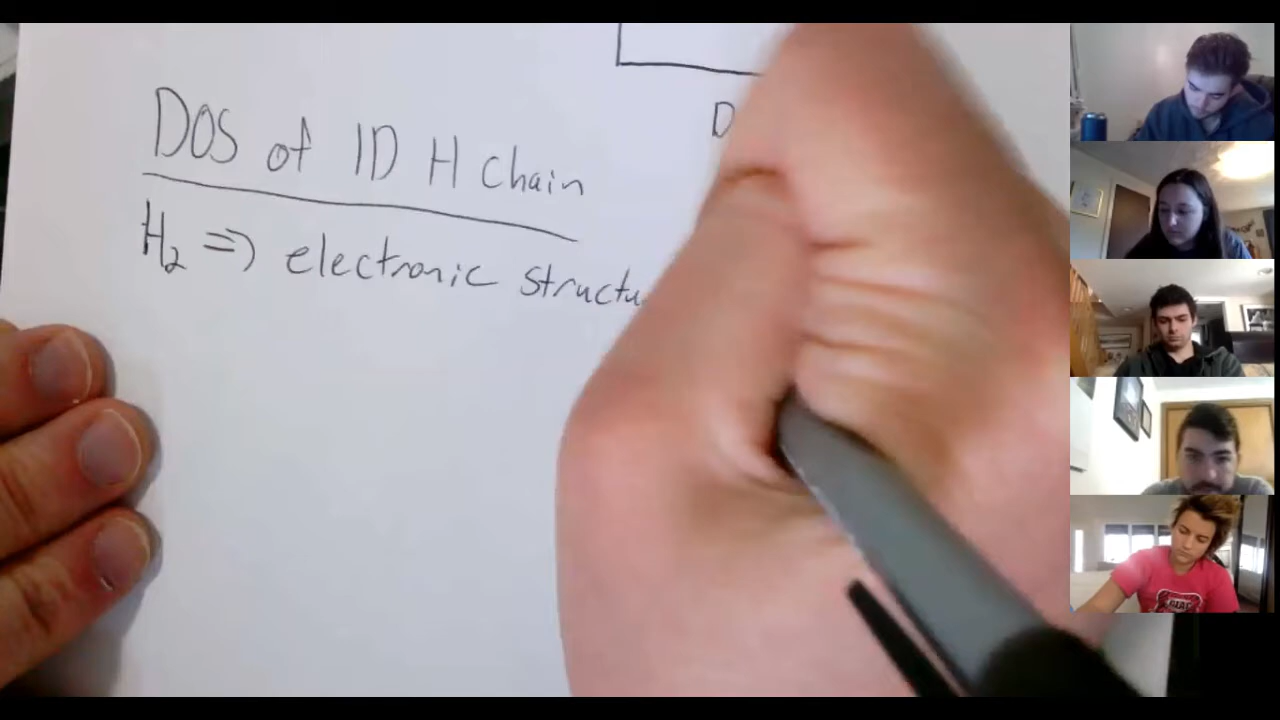 D
DOS of 1D H Chain
H₂ => electronic structu